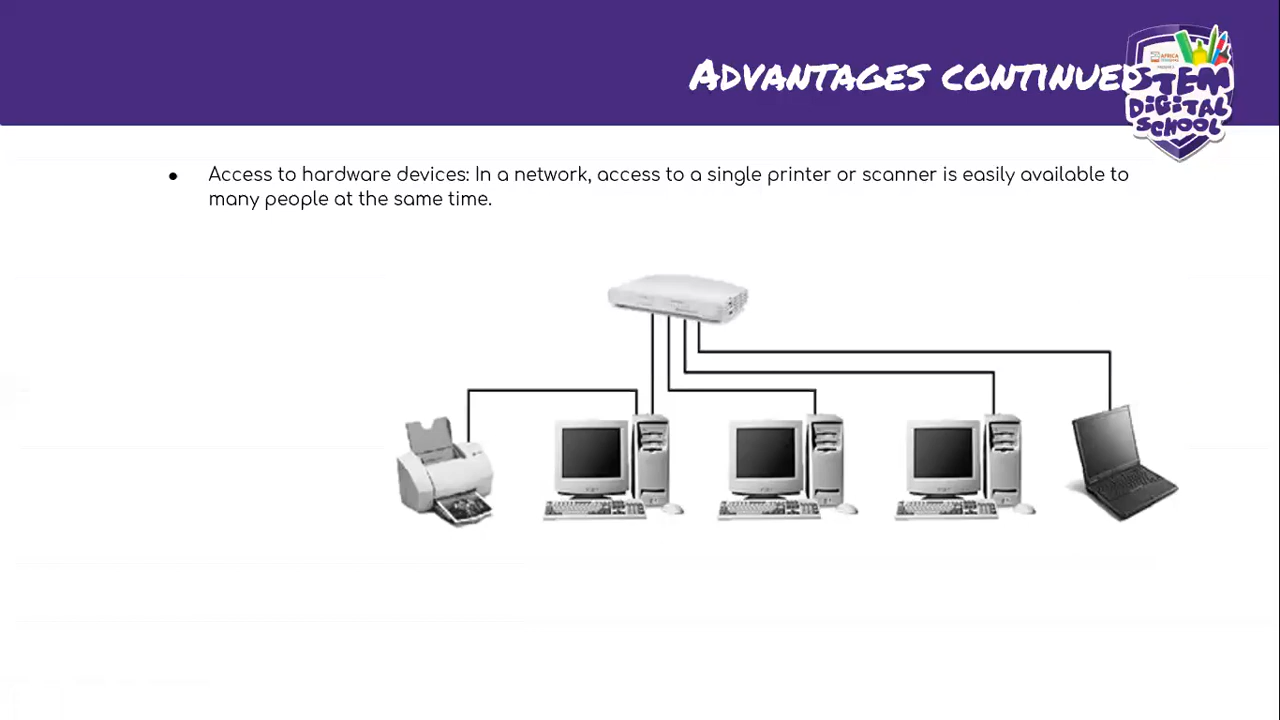 ADVANTAGES CONTINUED
STEM
DIGITAL
SCHOOL
● Access to hardware devices: In a network, access to a single printer or scanner is easily available to
many people at the same time.